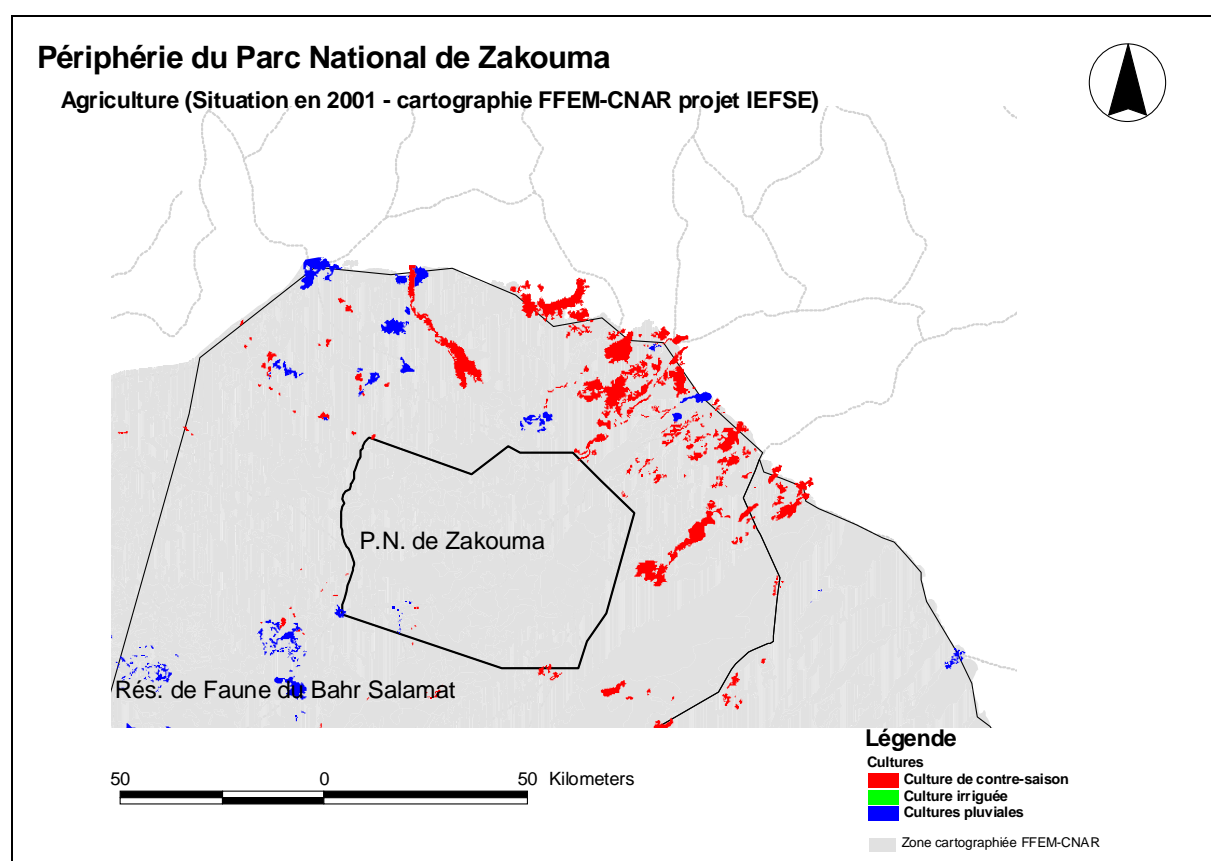 Périphérie du Parc National de Zakouma
Agriculture (Situation en 2001 - cartographie FFEM-CNAR projet IEFSE)
P.N. de Zakouma
Rés. de Faune du Bahr Salamat
50 0 50 Kilometers
Légende
Cultures
Culture de contre-saison
Culture irriguée
Cultures pluviales
Zone cartographiée FFEM-CNAR